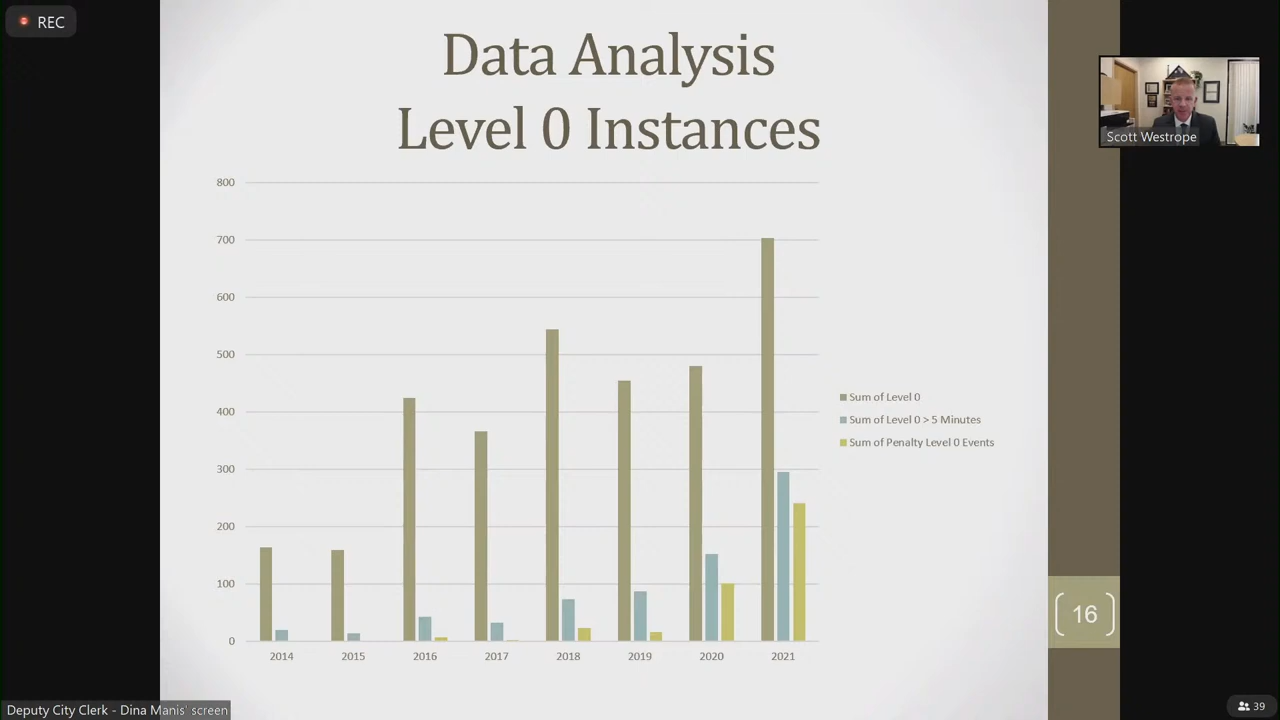 REC
Data Analysis
Level 0 Instances
Scott Westrope
800
700
600
500
400
300
200
100
0
2014 2015 2016 2017 2018 2019 2020 2021
Sum of Level 0
Sum of Level 0 > 5 Minutes
Sum of Penalty Level 0 Events
16
Deputy City Clerk - Dina Manis' screen
39